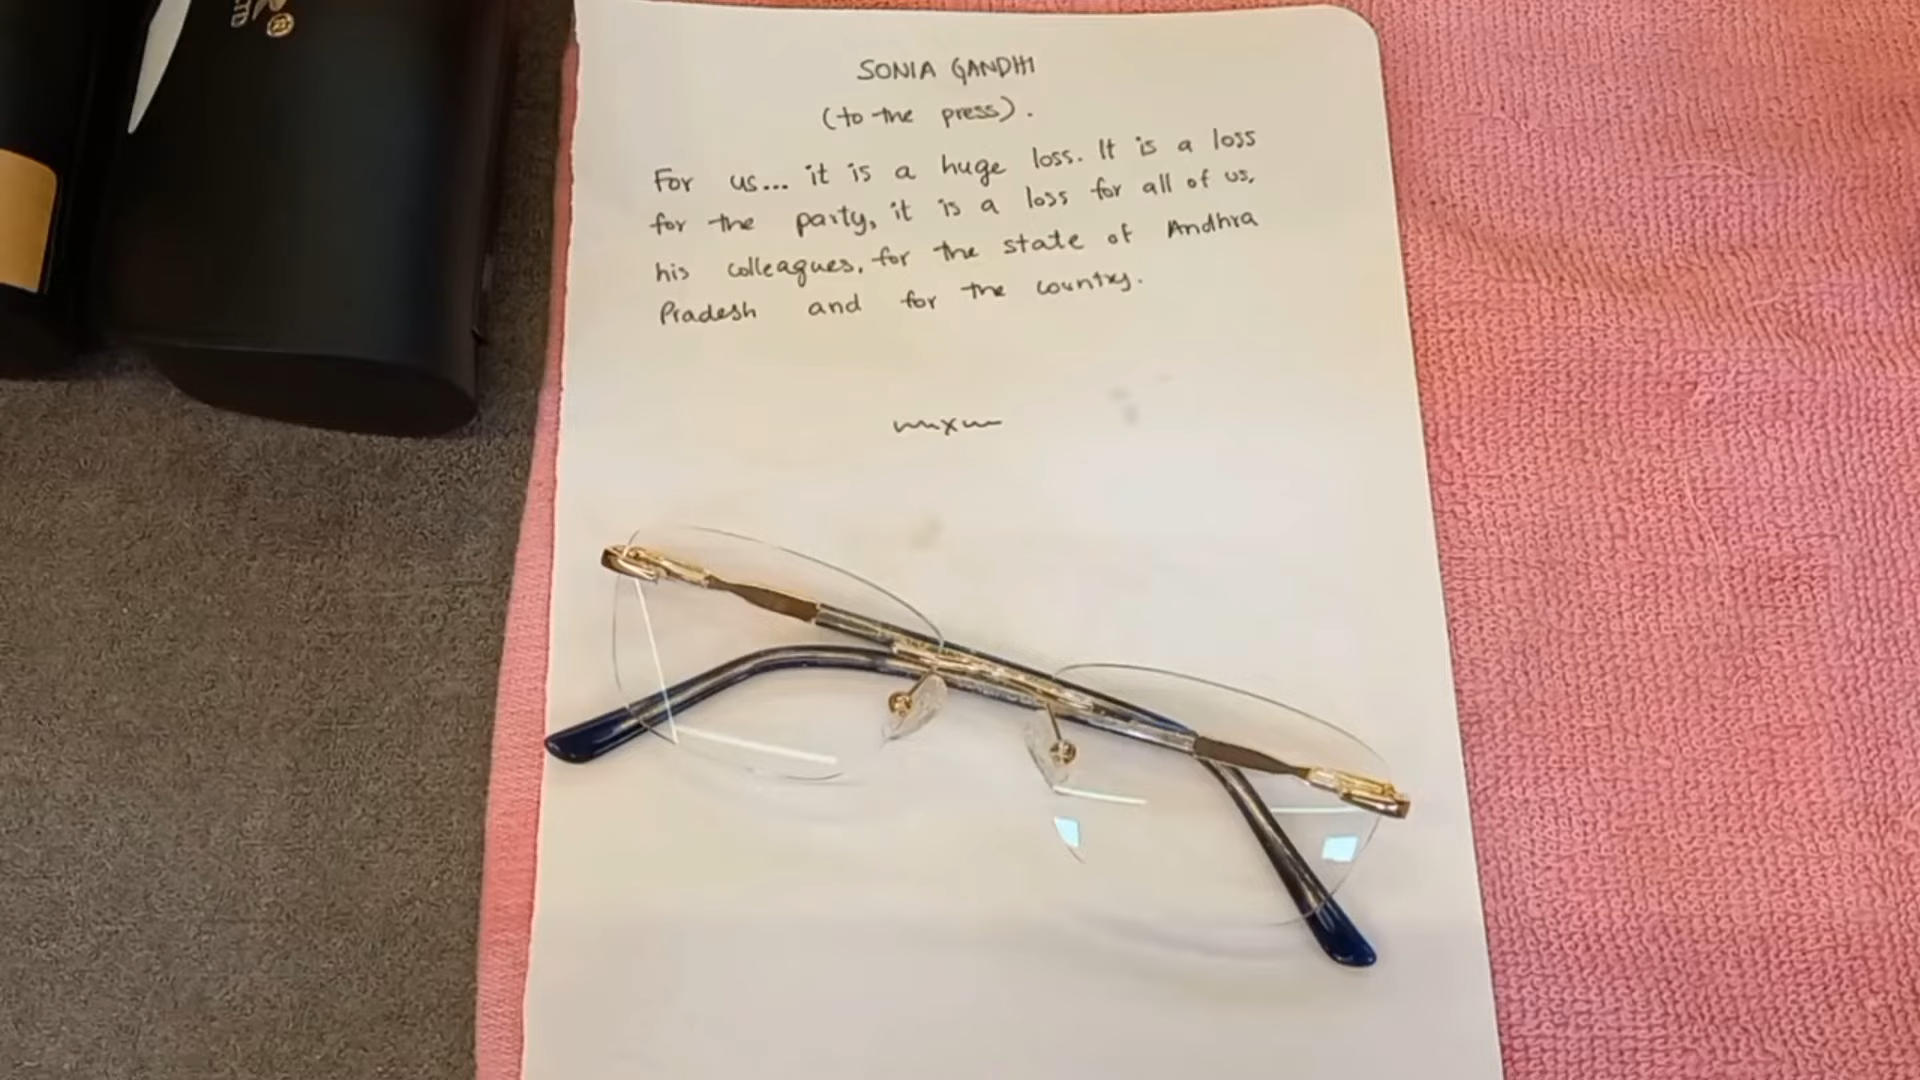 SONIA GANDHI
(to the press).
For us... it is a huge loss. It is a loss
for the party, it is a loss for all of us,
his colleagues, for the state of Andhra
Pradesh and for the country.